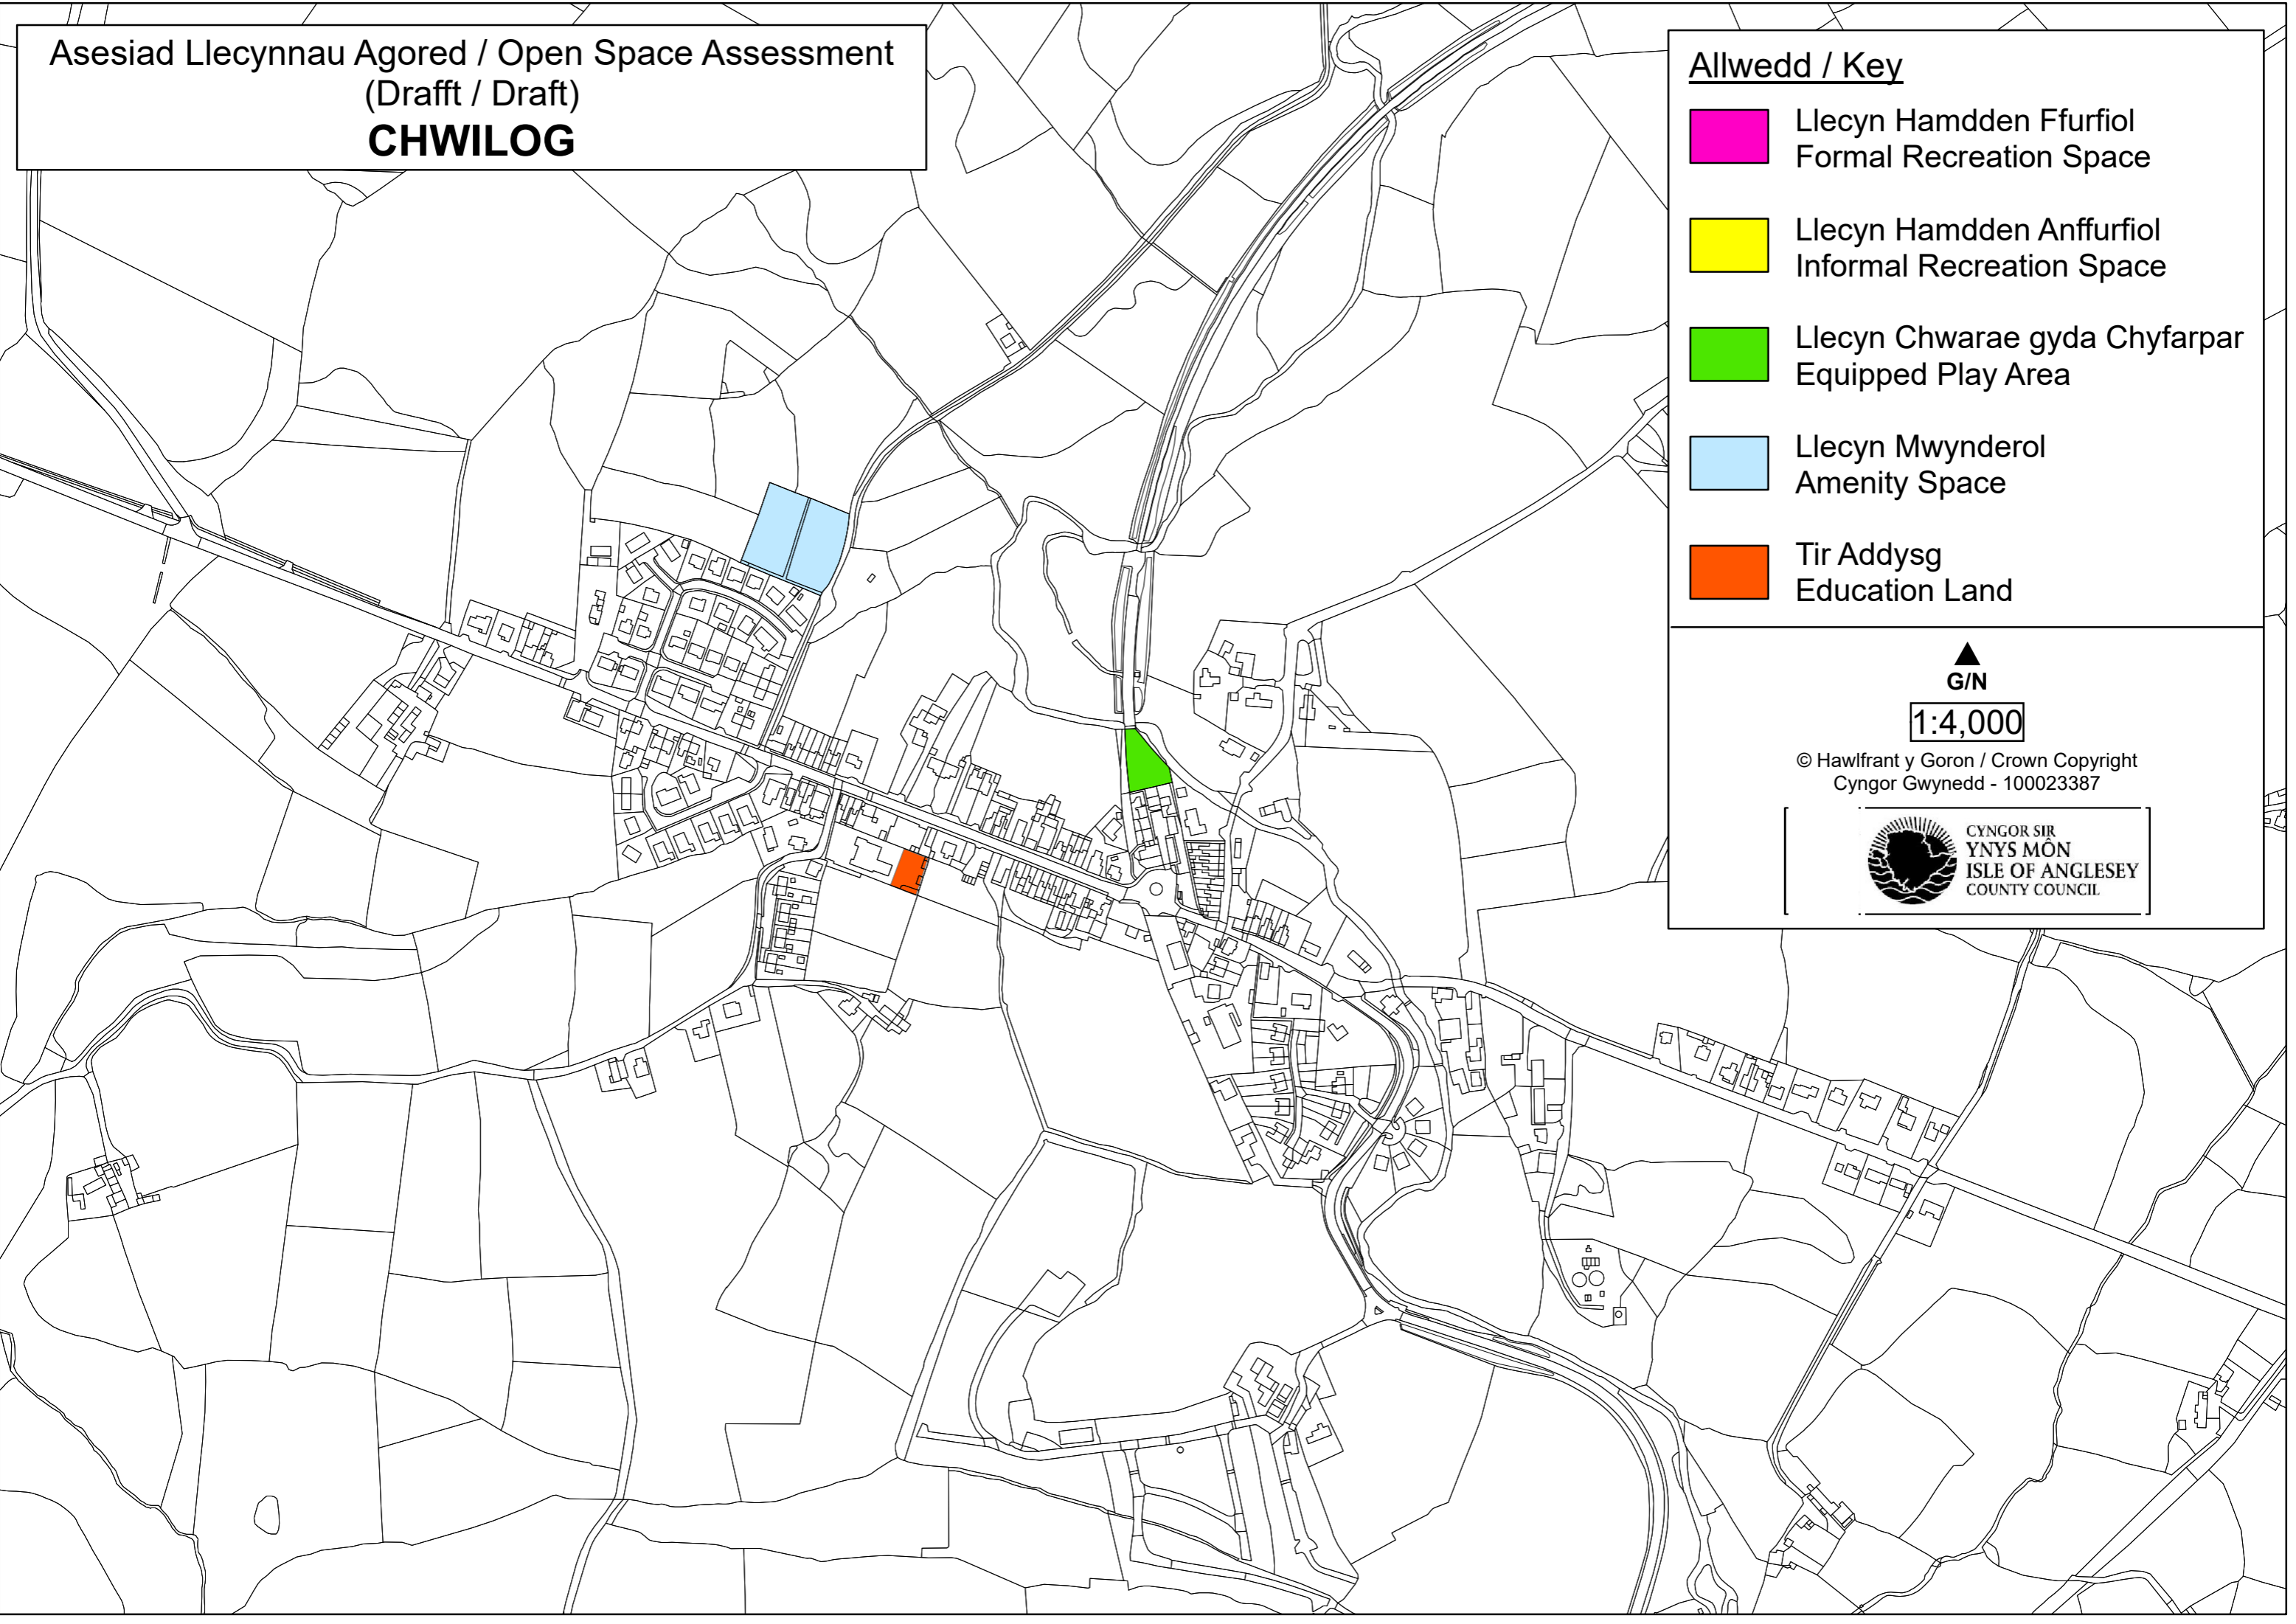 Asesiad Llecynnau Agored / Open Space Assessment
(Drafft / Draft)
CHWILOG
Allwedd / Key
Llecyn Hamdden Ffurfiol
Formal Recreation Space
Llecyn Hamdden Anffurfiol
Informal Recreation Space
Llecyn Chwarae gyda Chyfarpar
Equipped Play Area
Llecyn Mwynderol
Amenity Space
Tir Addysg
Education Land
G/N
1:4,000
© Hawlfrant y Goron / Crown Copyright
Cyngor Gwynedd - 100023387
CYNGOR SIR
YNYS MÔN
ISLE OF ANGLESEY
COUNTY COUNCIL